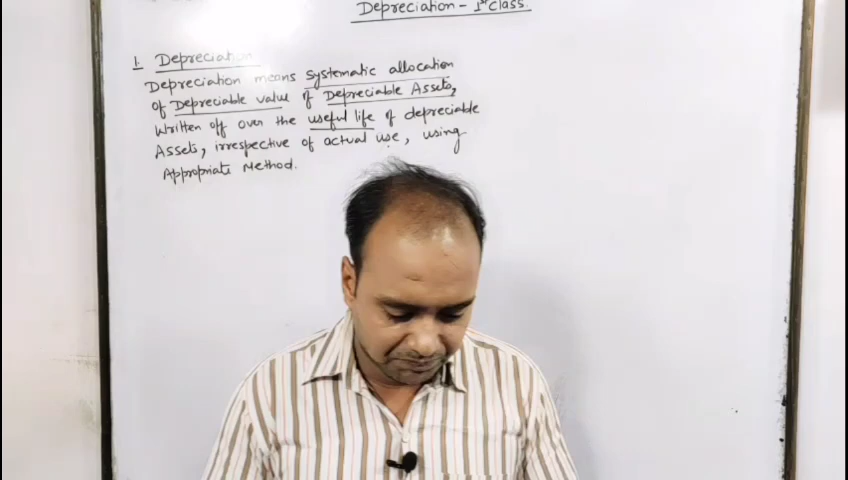 Depreciation - 1st Class.
1. Depreciation
Depreciation means systematic allocation
of Depreciable value of Depreciable Assets,
Written off over the useful life of depreciable
Assets, irrespective of actual use, using
Appropriate Method.